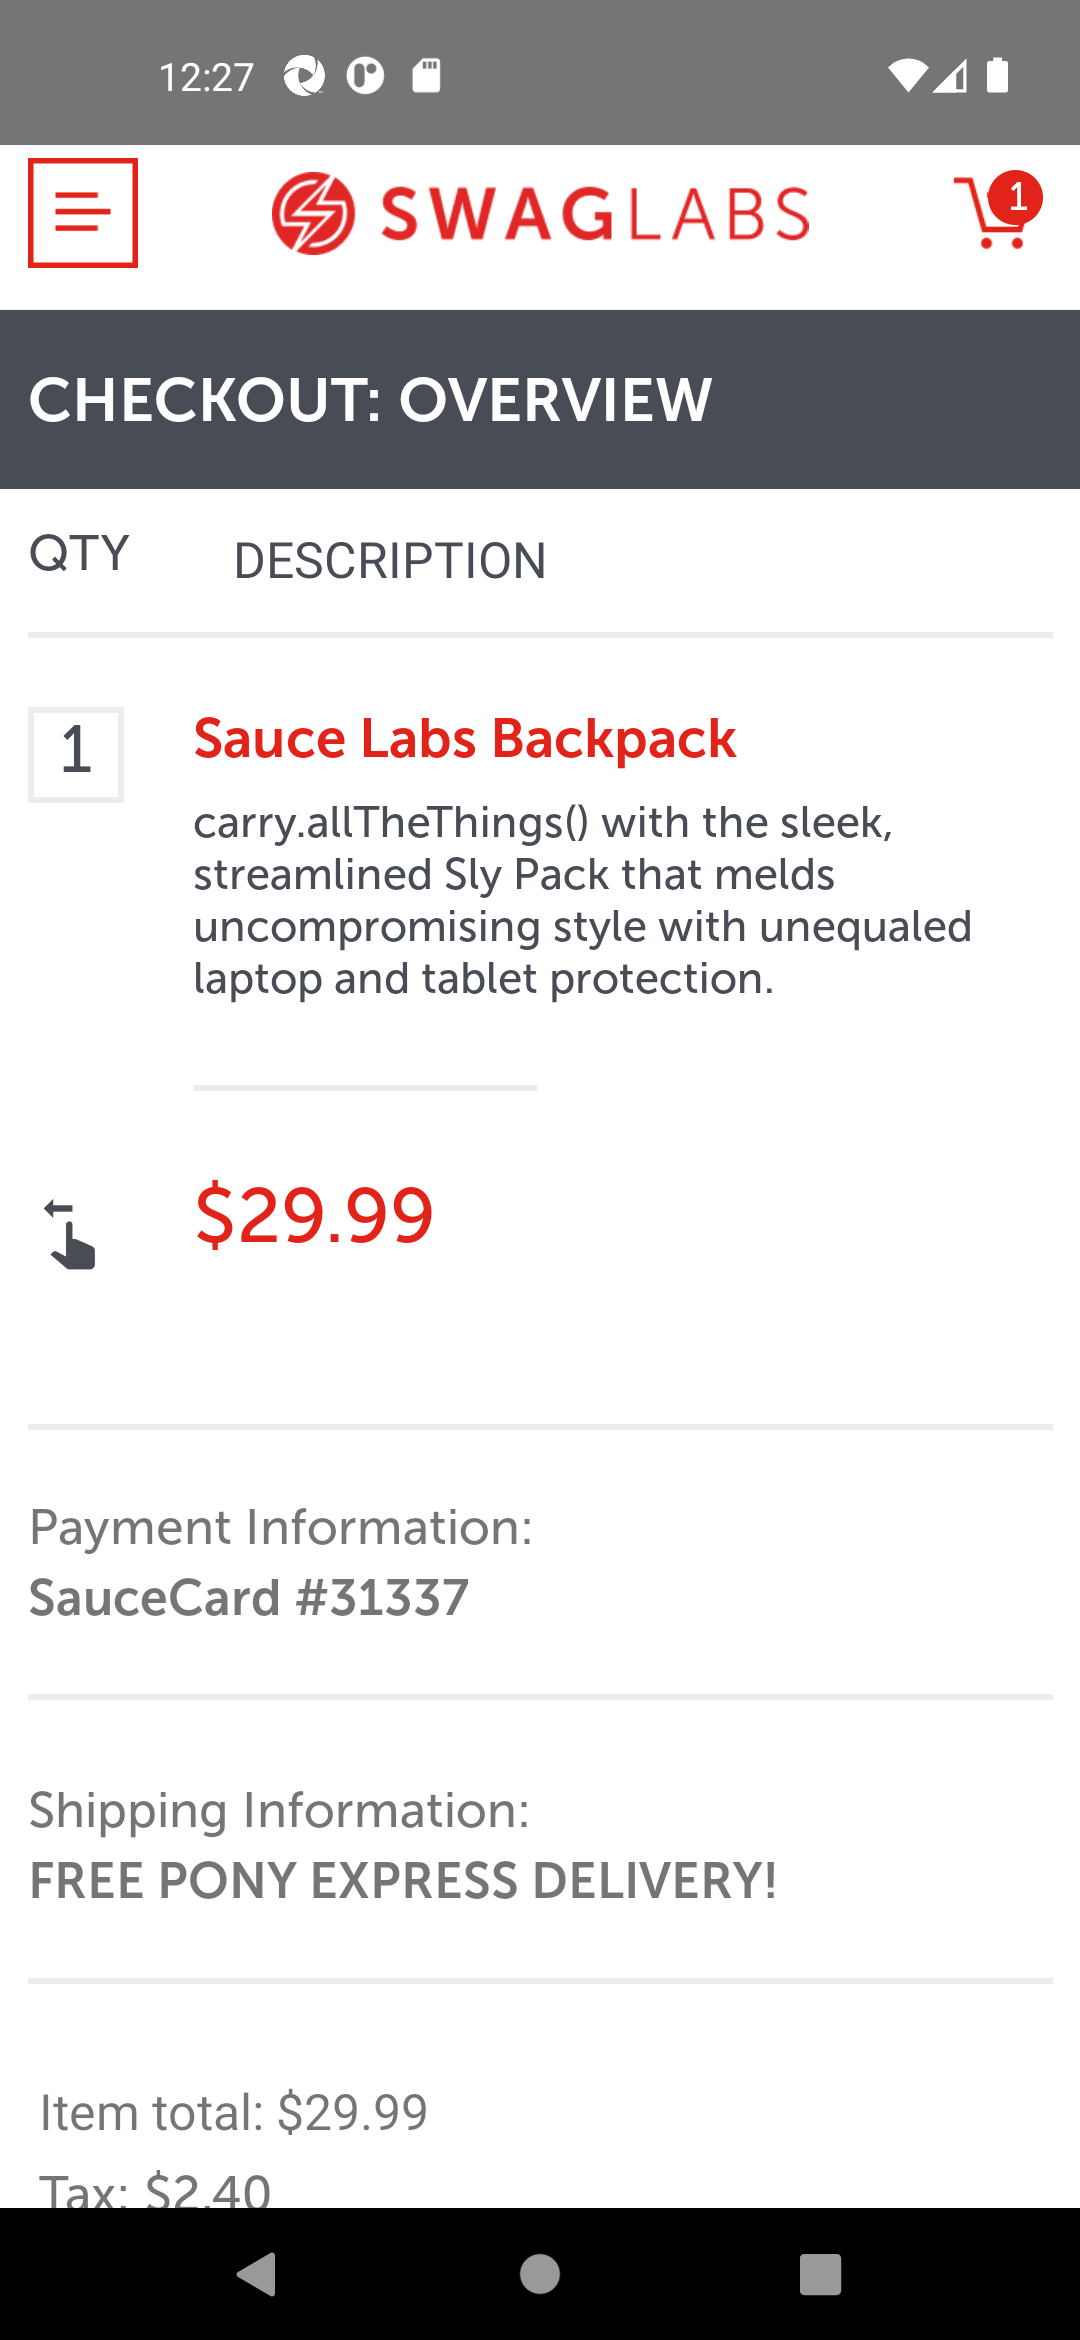 12:27
SWAGLABS
1
CHECKOUT: OVERVIEW
QTY DESCRIPTION
1
Sauce Labs Backpack
carry.allTheThings() with the sleek,
streamlined Sly Pack that melds
uncompromising style with unequaled
laptop and tablet protection.
$29.99
Payment Information:
SauceCard #31337
Shipping Information:
FREE PONY EXPRESS DELIVERY!
Item total: $29.99
Tax: $2.40